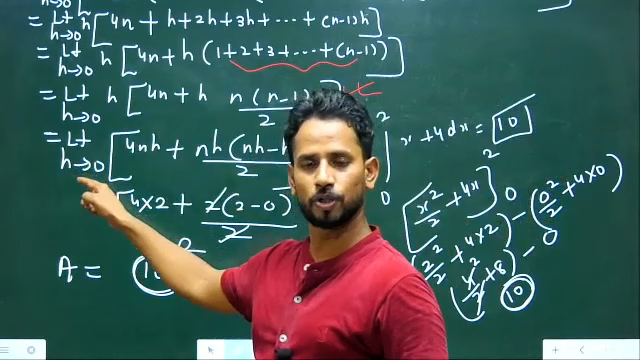 h→0
= Lt h→0 h [4n + h + 2h + 3h + ··· + (n-1)h]
= Lt h→0 h [4n + h (1+2+3+ ··· + (n-1))]
= Lt h→0 h [4n + h n(n-1)/2]
= Lt h→0 [4nh + nh(nh-h
2
[4×2 + 2(2-0)
2
A =
2
0
x + 4dx = 10
[x²/2 + 4x] 2 0
(2²/2 + 4×2) - (0²/2 + 4×0)
+ 8) - 0
10